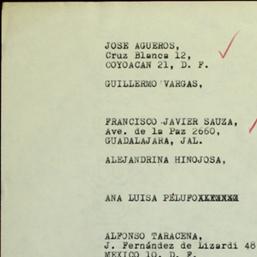 JOSE AGUEROS,
Cruz Blanca 12,
COYOACAN 21, D. F.
GUILLERMO VARGAS,
FRANCISCO JAVIER SAUZA,
Ave. de la Paz 2660,
GUADALAJARA, JAL.
ALEJANDRINA HINOJOSA,
ANA LUISA PÉLUFO
ALFONSO TARACENA,
J. Fernández de Lizardi 48
MEXICO 10, D. F.